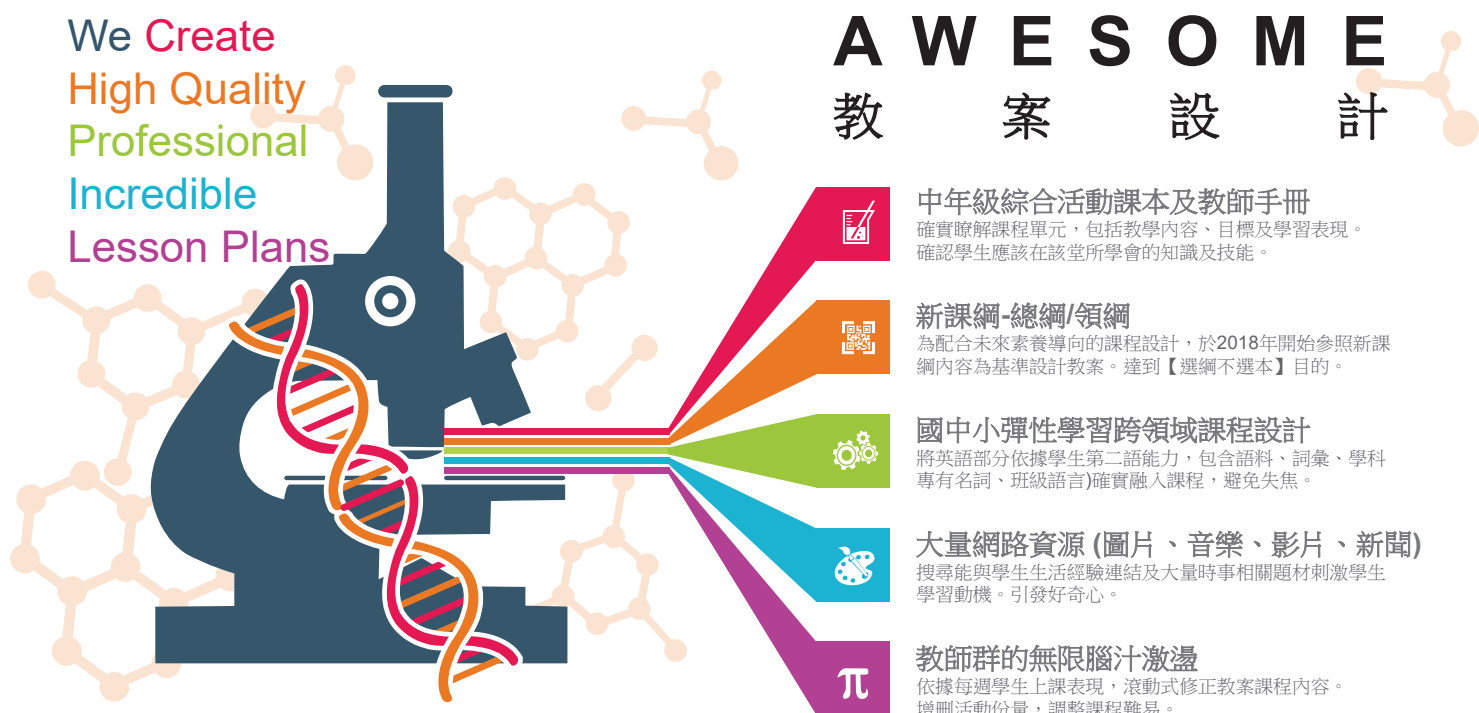 We Create
High Quality
Professional
Incredible
Lesson Plans
AWESOME
教案設計
中年級綜合活動課本及教師手冊
確實瞭解課程單元，包括教學內容、目標及學習表現。
確認學生應該在該堂所學會的知識及技能。
新課綱-總綱/領綱
為配合未來素養導向的課程設計，於2018年開始參照新課
綱內容為基準設計教案。達到【選綱不選本】目的。
國中小彈性學習跨領域課程設計
將英語部分依據學生第二語能力，包含語料、詞彙、學科
專有名詞、班級語言)確實融入課程，避免失焦。
大量網路資源 (圖片、音樂、影片、新聞)
搜尋能與學生生活經驗連結及大量時事相關題材刺激學生
學習動機。引發好奇心。
π
教師群的無限腦汁激盪
依據每週學生上課表現，滾動式修正教案課程內容。
增刪活動份量，調整課程難易。